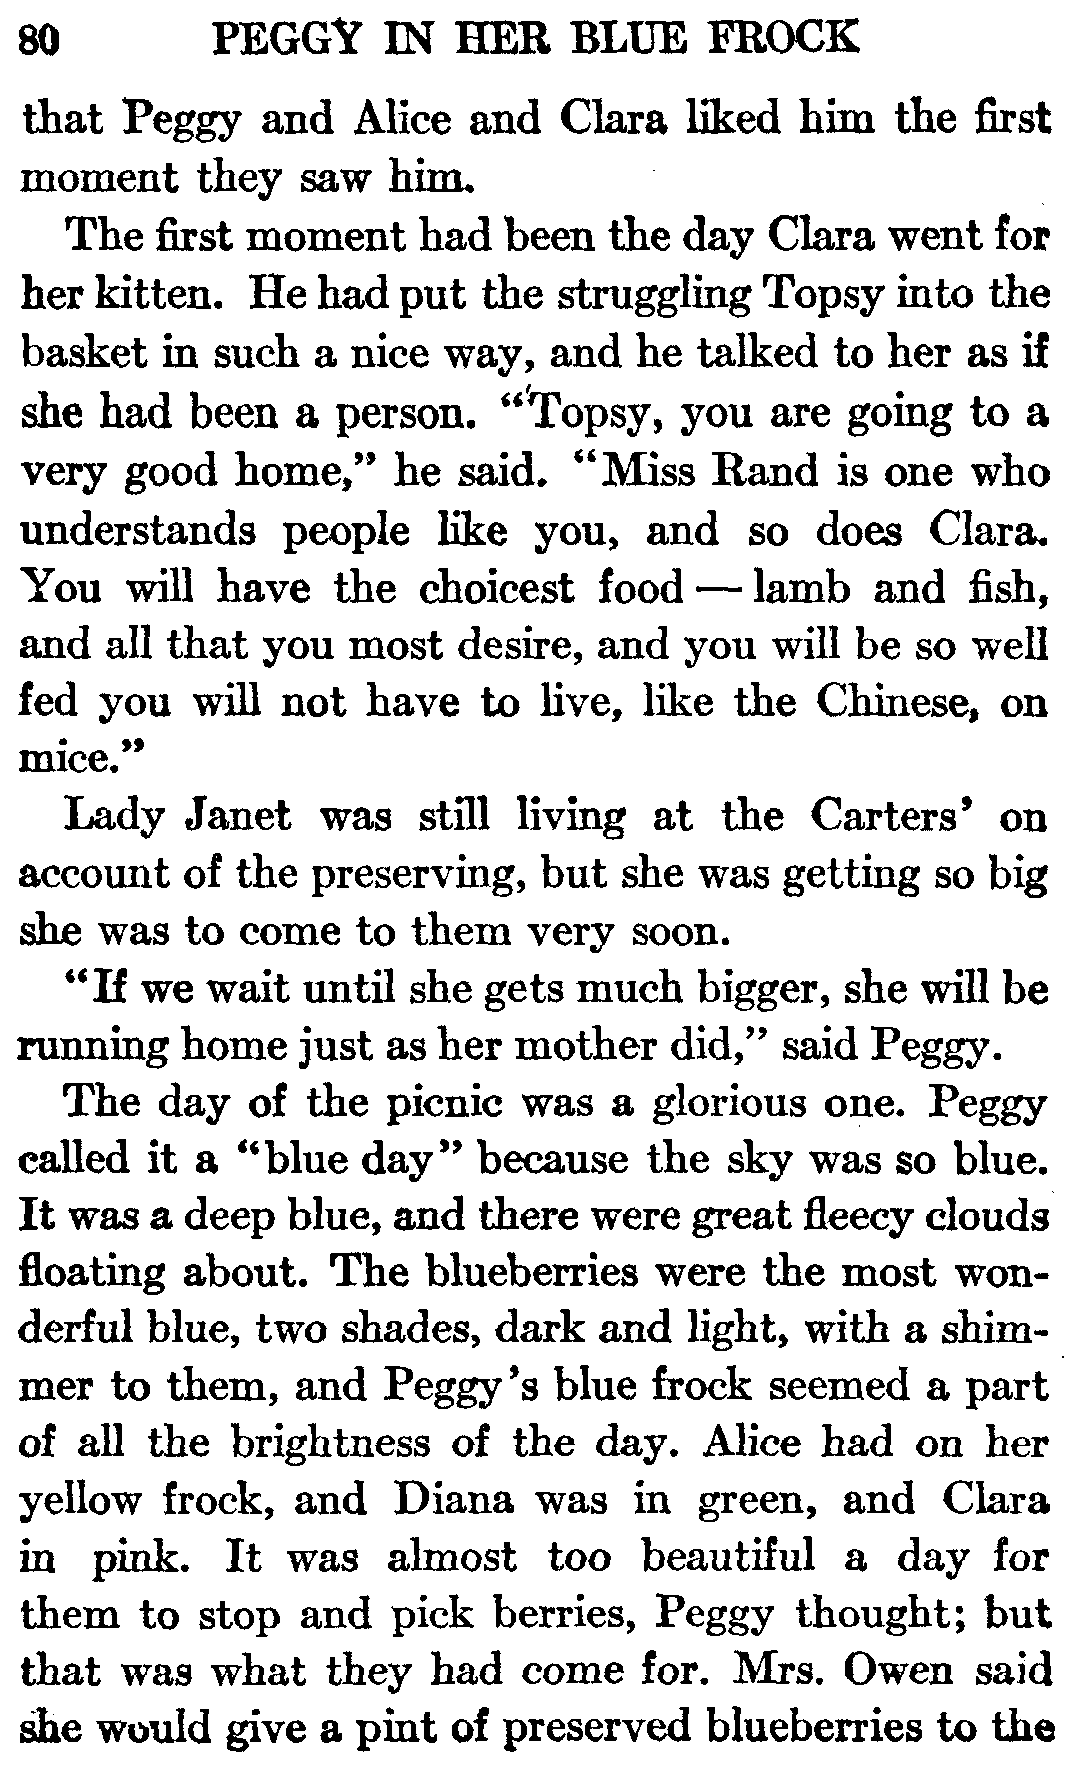 80 PEGGY IN HER BLUE FROCK
that Peggy and Alice and Clara liked him the first
moment they saw him.
The first moment had been the day Clara went for
her kitten. He had put the struggling Topsy into the
basket in such a nice way, and he talked to her as if
she had been a person. "Topsy, you are going to a
very good home," he said. "Miss Rand is one who
understands people like you, and so does Clara.
You will have the choicest food — lamb and fish,
and all that you most desire, and you will be so well
fed you will not have to live, like the Chinese, on
mice."
Lady Janet was still living at the Carters' on
account of the preserving, but she was getting so big
she was to come to them very soon.
"If we wait until she gets much bigger, she will be
running home just as her mother did," said Peggy.
The day of the picnic was a glorious one. Peggy
called it a "blue day" because the sky was so blue.
It was a deep blue, and there were great fleecy clouds
floating about. The blueberries were the most won-
derful blue, two shades, dark and light, with a shim-
mer to them, and Peggy's blue frock seemed a part
of all the brightness of the day. Alice had on her
yellow frock, and Diana was in green, and Clara
in pink. It was almost too beautiful a day for
them to stop and pick berries, Peggy thought; but
that was what they had come for. Mrs. Owen said
she would give a pint of preserved blueberries to the